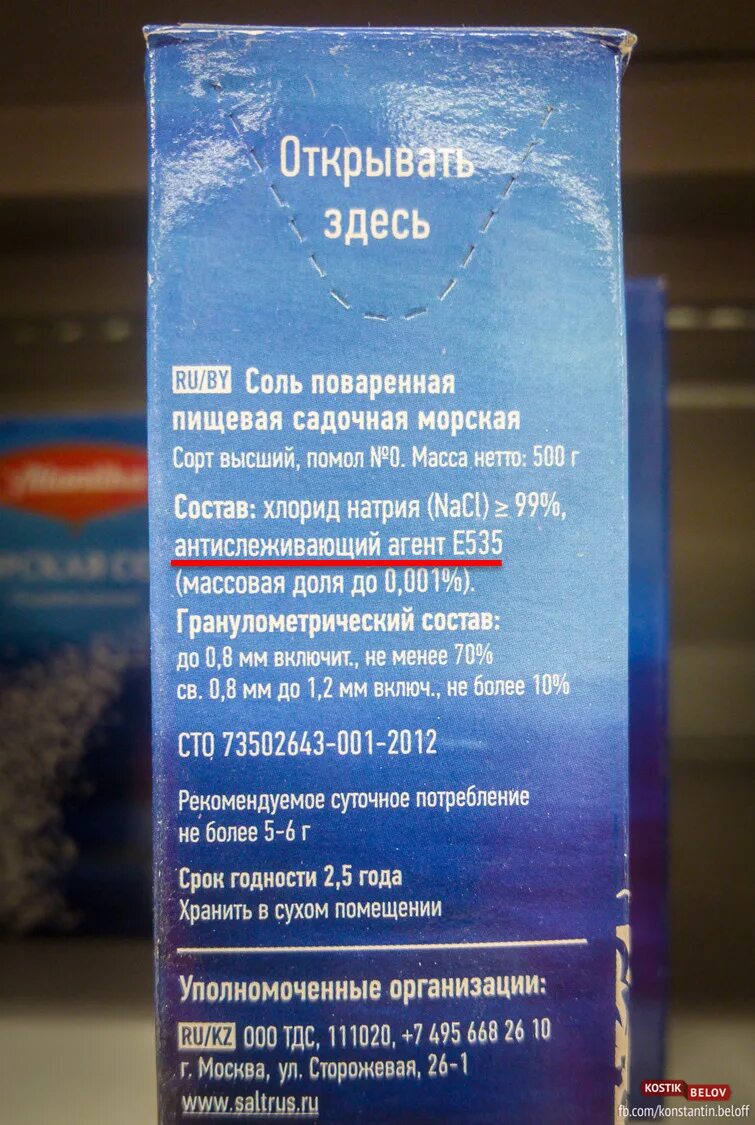 Открывать
здесь
RU/BY Соль поваренная
пищевая садочная морская
Сорт высший, помол №0. Масса нетто: 500 г
Состав: хлорид натрия (NaCl) ≥ 99%,
антислеживающий агент Е535
(массовая доля до 0,001%).
Гранулометрический состав:
до 0,8 мм включит., не менее 70%
св. 0,8 мм до 1,2 мм включ., не более 10%
СТО 73502643-001-2012
Рекомендуемое суточное потребление
не более 5-6 г
Срок годности 2,5 года
Хранить в сухом помещении
Уполномоченные организации:
RU/KZ ООО ТДС, 111020, +7 495 668 26 10
г. Москва, ул. Сторожевая, 26-1
www.saltrus.ru
KOSTIK BELOV
fb.com/konstantin.beloff